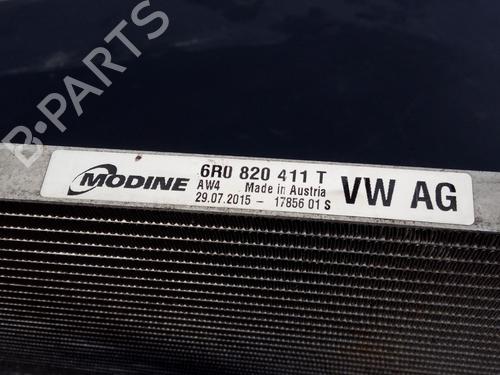 B-PARTS
MODINE
6R0 820 411 T
AW4 Made in Austria
29.07.2015 - 17856 01 S
VW AG